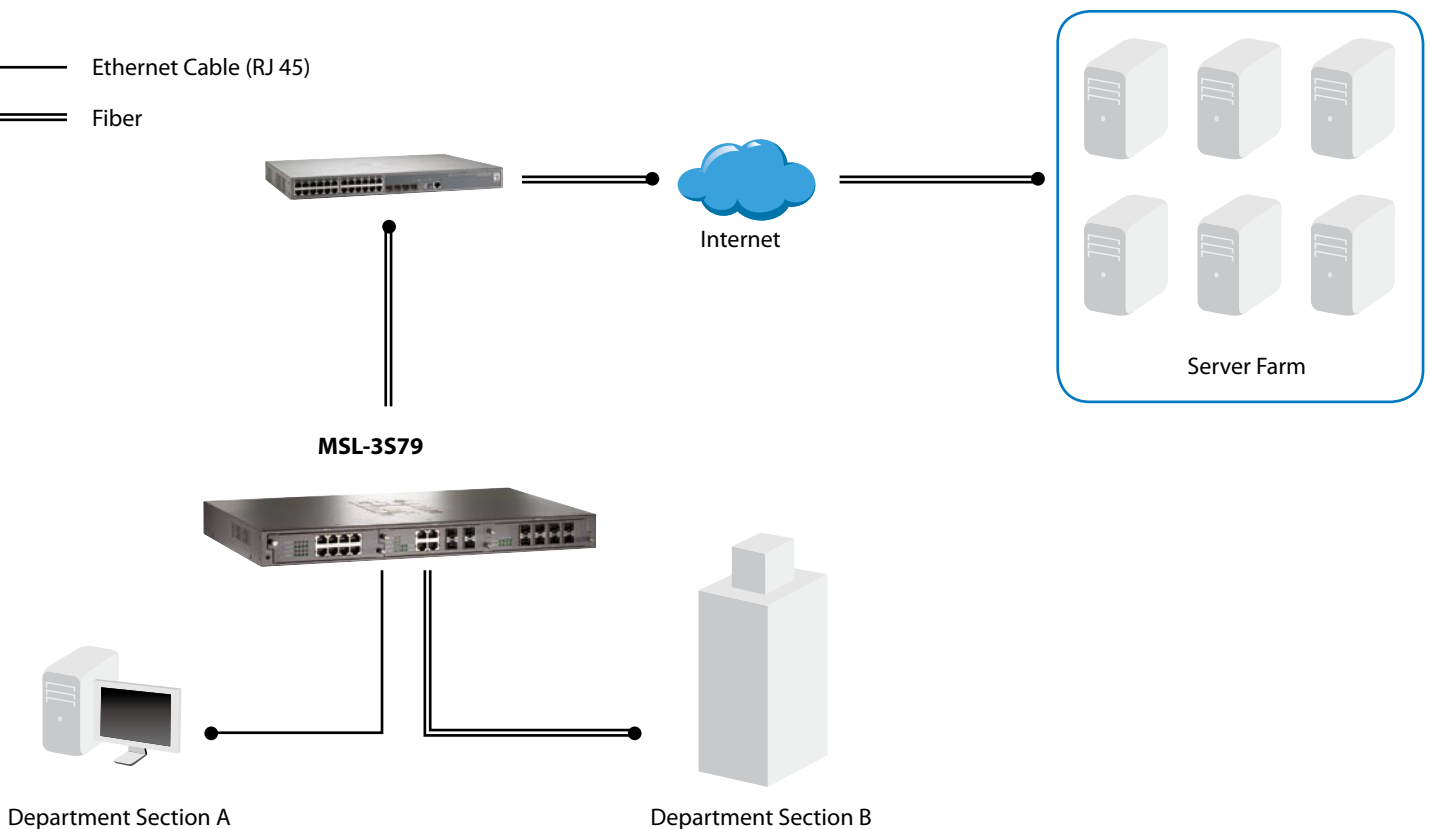 Ethernet Cable (RJ 45)
Fiber
Internet
Server Farm
MSL-3S79
Department Section A
Department Section B